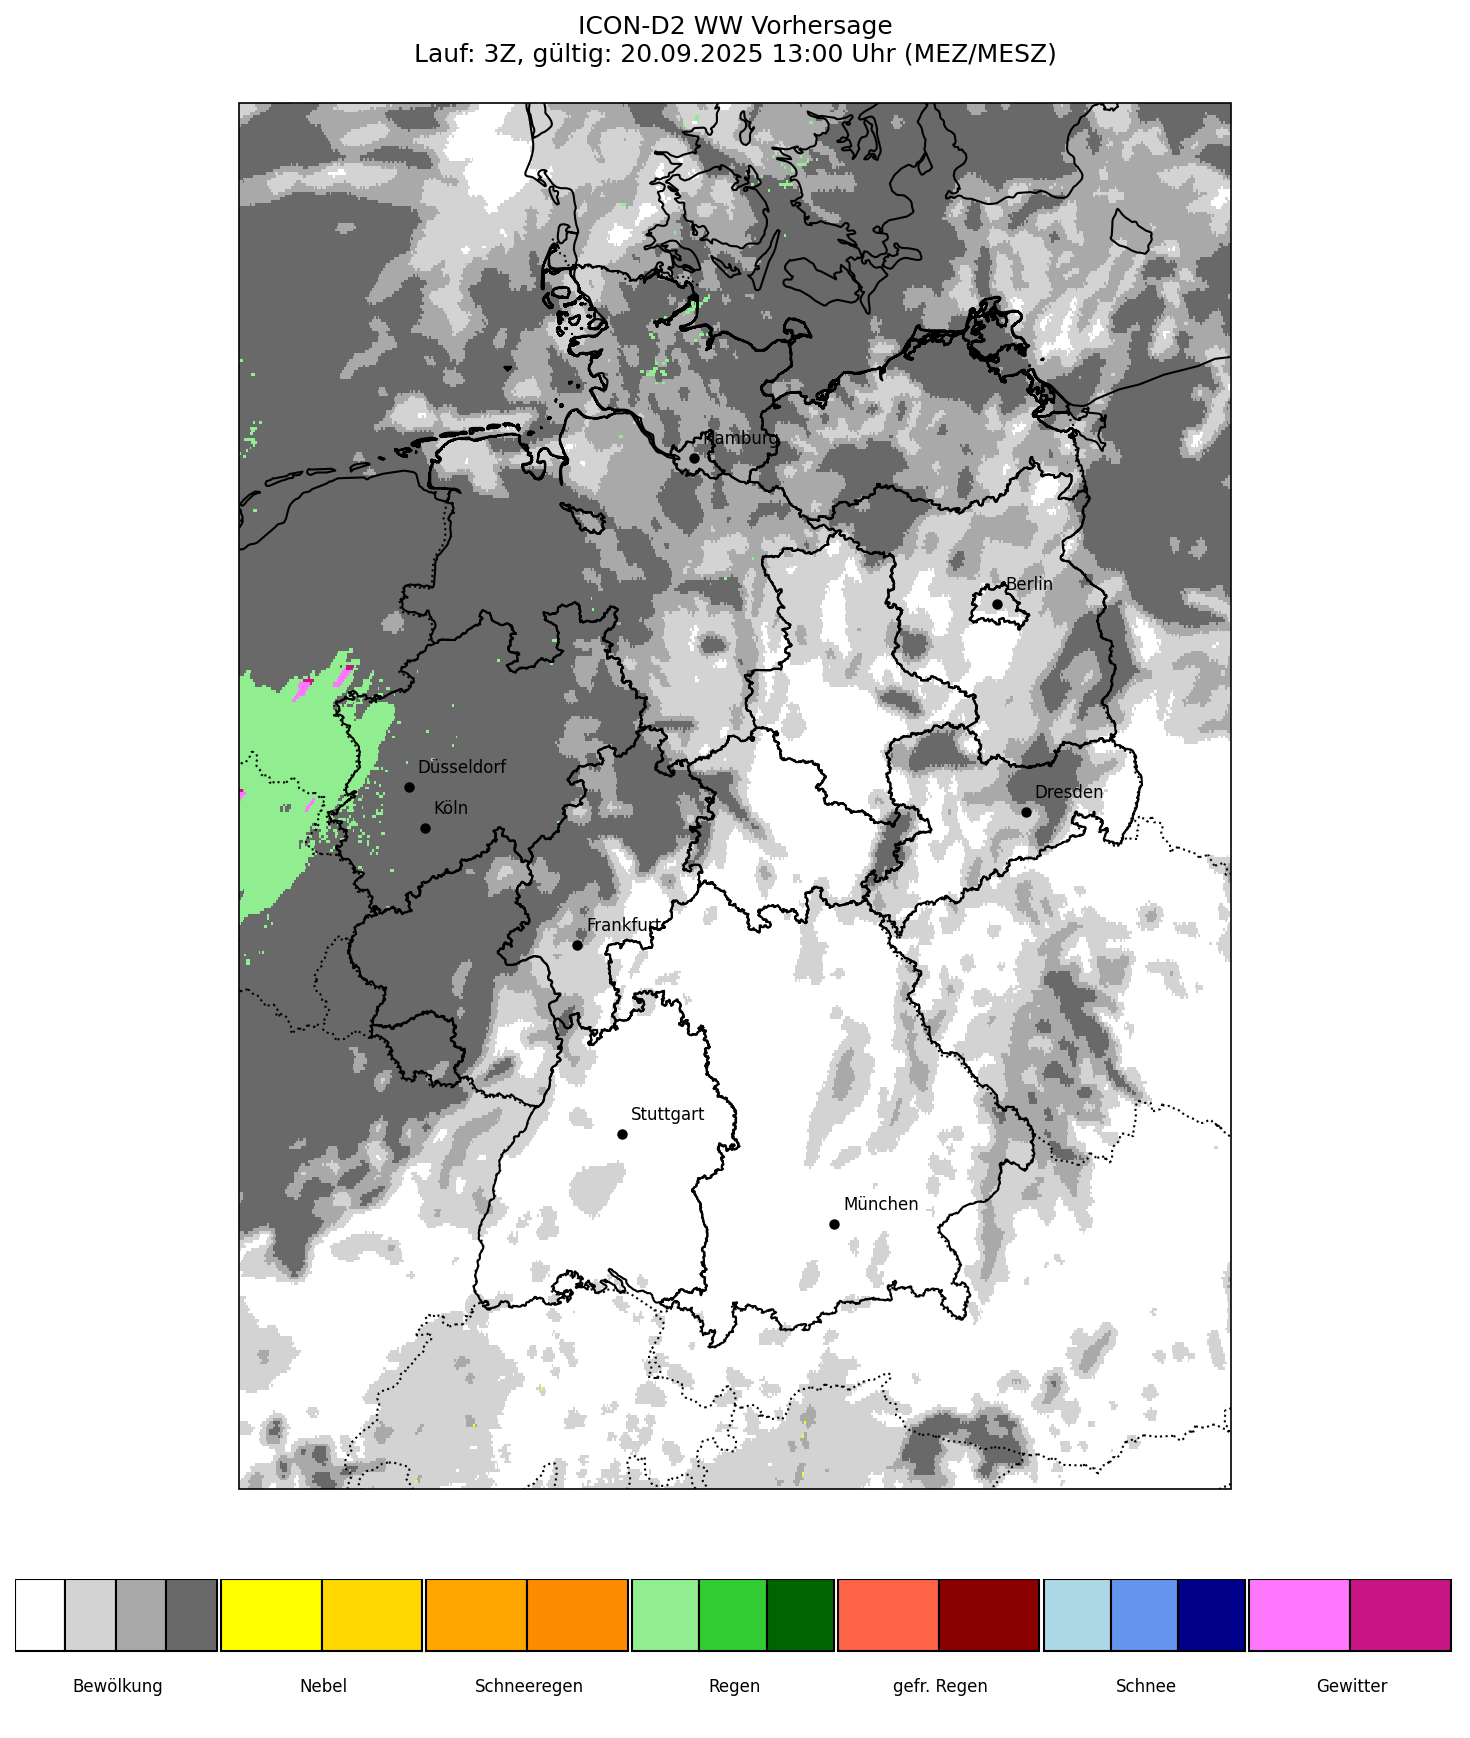 ICON-D2 WW Vorhersage
Lauf: 3Z, gültig: 20.09.2025 13:00 Uhr (MEZ/MESZ)
Hamburg
Berlin
Düsseldorf
Köln
Dresden
Frankfurt
Stuttgart
München
Bewölkung
Nebel
Schneeregen
Regen
gefr. Regen
Schnee
Gewitter